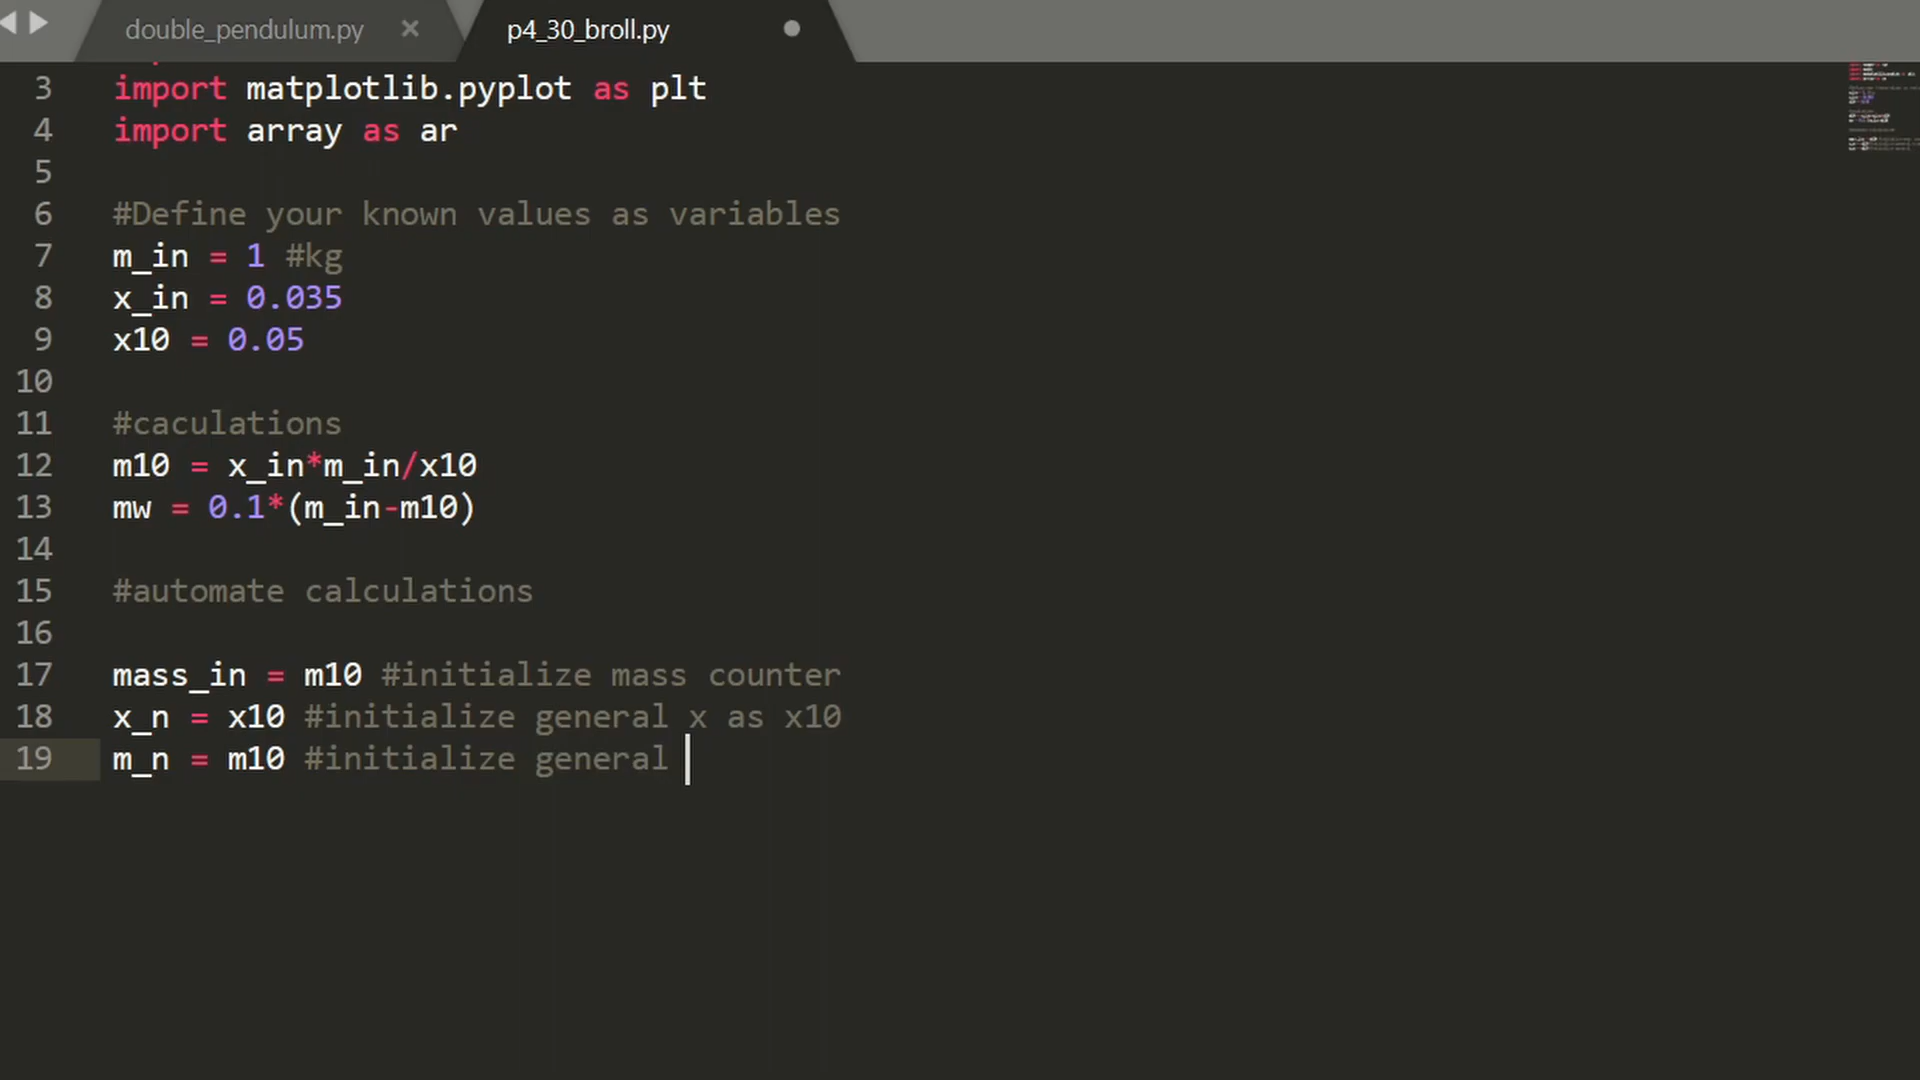 double_pendulum.py × p4_30_broll.py
3 import matplotlib.pyplot as plt
4 import array as ar
5
6 #Define your known values as variables
7 m_in = 1 #kg
8 x_in = 0.035
9 x10 = 0.05
10
11 #caculations
12 m10 = x_in*m_in/x10
13 mw = 0.1*(m_in-m10)
14
15 #automate calculations
16
17 mass_in = m10 #initialize mass counter
18 x_n = x10 #initialize general x as x10
19 m_n = m10 #initialize general